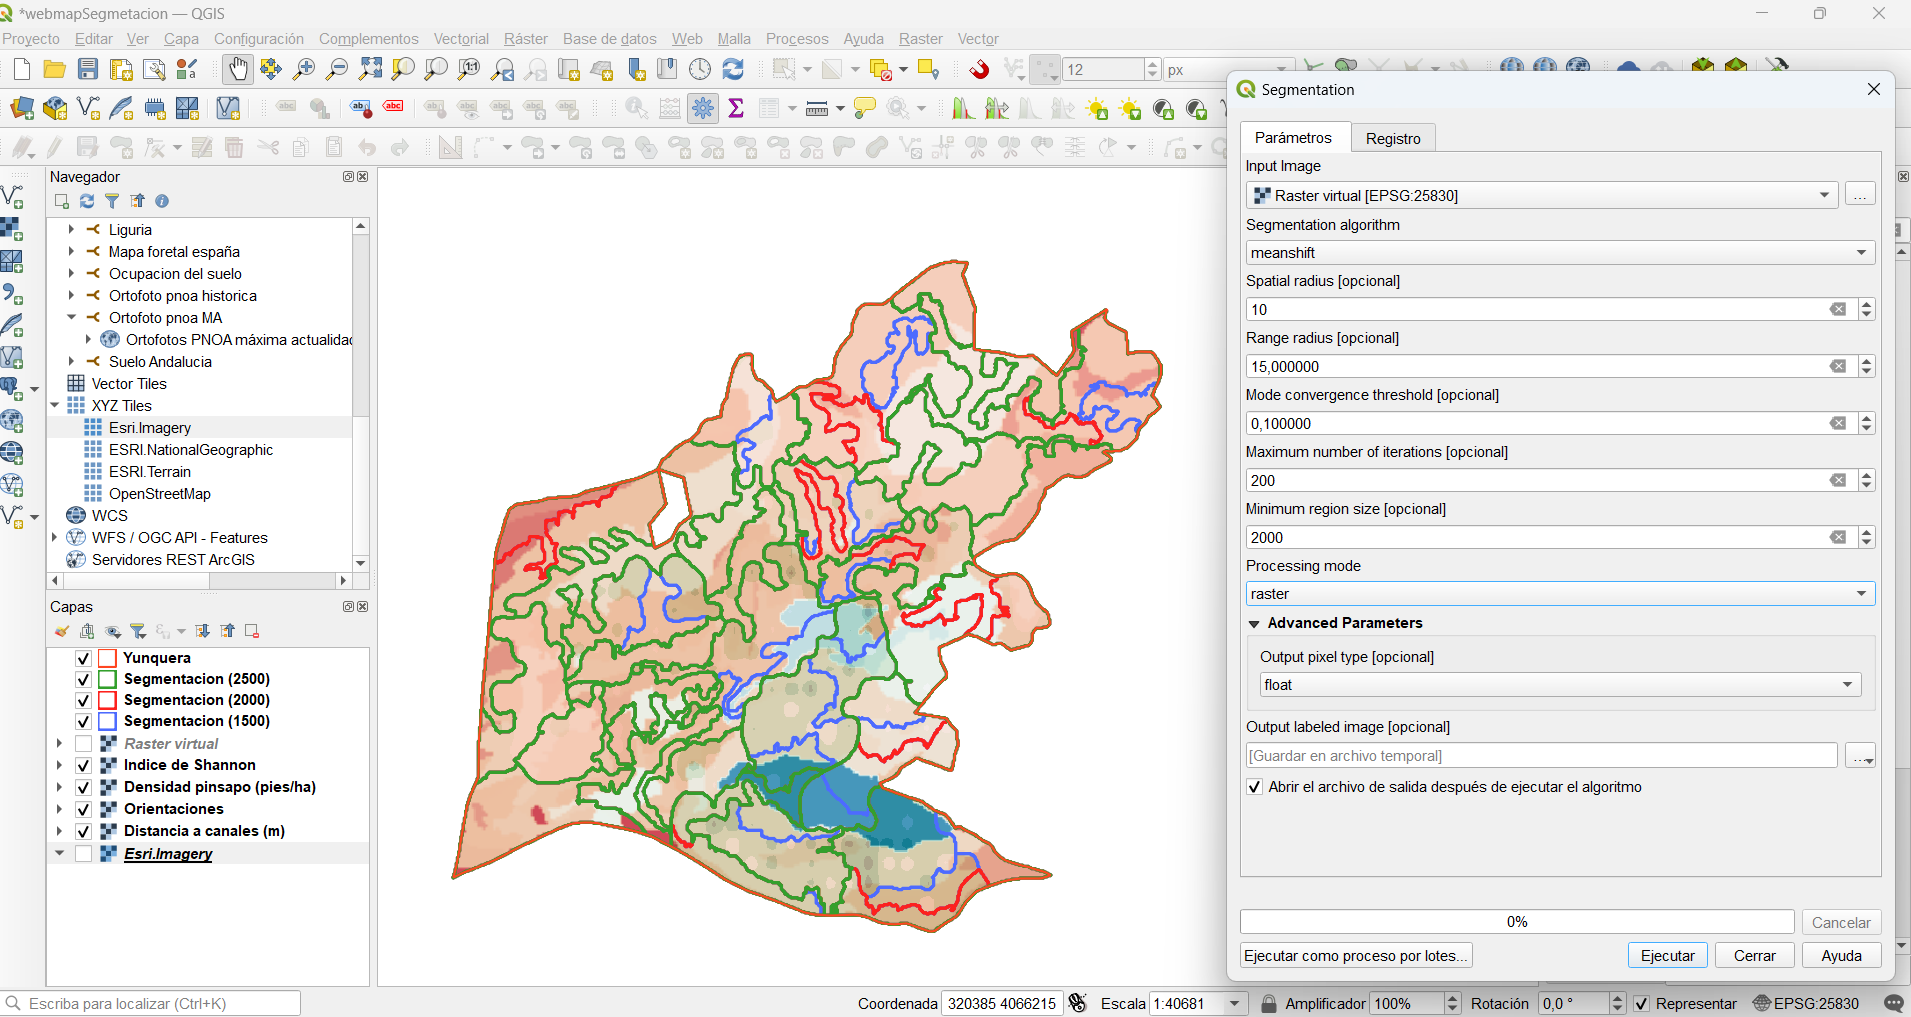 *webmapSegmetacion — QGIS
Proyecto Editar Ver Capa Configuración Complementos Vectorial Ráster Base de datos Web Malla Procesos Ayuda Raster Vector
12 px
abc abc abc abc abc abc abc abc
Navegador
Liguria
Mapa foretal españa
Ocupacion del suelo
Ortofoto pnoa historica
Ortofoto pnoa MA
Ortofotos PNOA máxima actualidad
Suelo Andalucia
Vector Tiles
XYZ Tiles
Esri.Imagery
ESRI.NationalGeographic
ESRI.Terrain
OpenStreetMap
WCS
WFS / OGC API - Features
Servidores REST ArcGIS
Capas
Yunquera
Segmentacion (2500)
Segmentacion (2000)
Segmentacion (1500)
Raster virtual
Indice de Shannon
Densidad pinsapo (pies/ha)
Orientaciones
Distancia a canales (m)
Esri.Imagery
Segmentation
Parámetros Registro
Input Image
Raster virtual [EPSG:25830]
...
Segmentation algorithm
meanshift
Spatial radius [opcional]
10
Range radius [opcional]
15,000000
Mode convergence threshold [opcional]
0,100000
Maximum number of iterations [opcional]
200
Minimum region size [opcional]
2000
Processing mode
raster
Advanced Parameters
Output pixel type [opcional]
float
Output labeled image [opcional]
[Guardar en archivo temporal]
...
Abrir el archivo de salida después de ejecutar el algoritmo
0%
Cancelar
Ejecutar como proceso por lotes...
Ejecutar
Cerrar
Ayuda
Escriba para localizar (Ctrl+K)
Coordenada 320385 4066215 Escala 1:40681 Amplificador 100% Rotación 0,0 ° Representar EPSG:25830